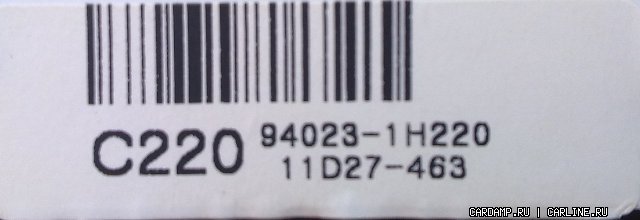 C220 94023-1H220
11D27-463
CARDAMP.RU | CARLINE.RU